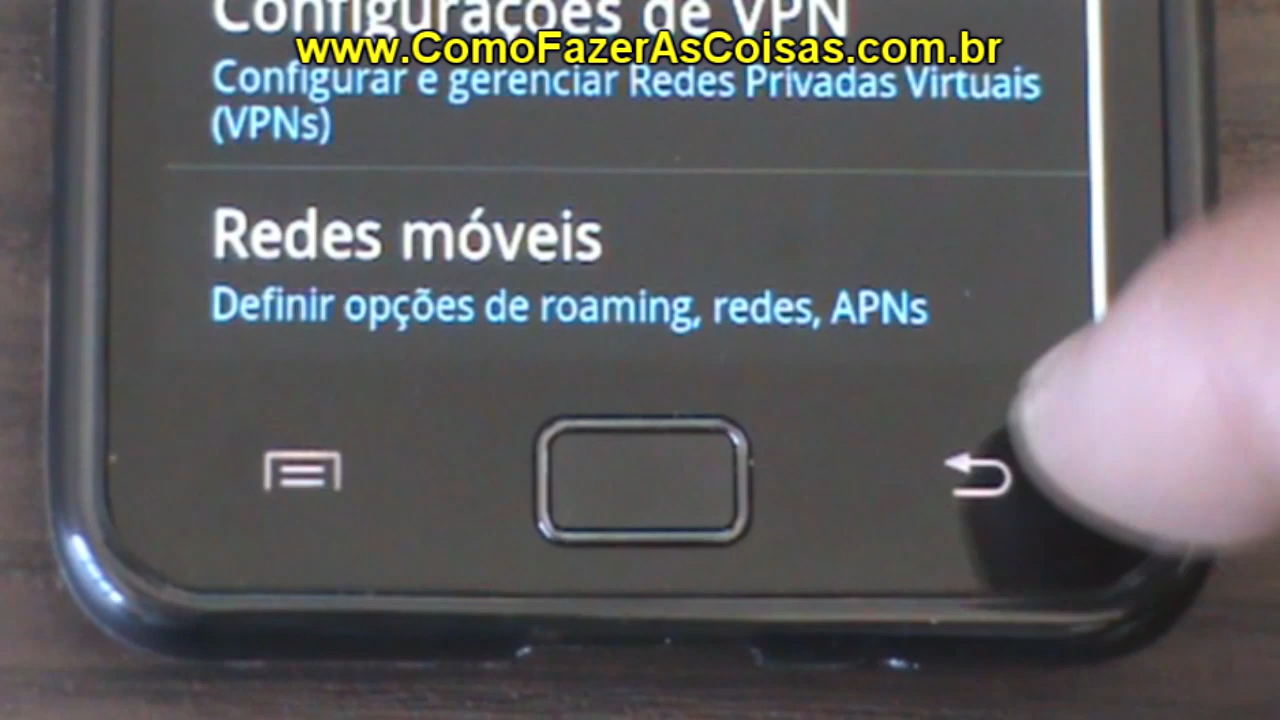 Configurações de VPN
www.ComoFazerAsCoisas.com.br
Configurar e gerenciar Redes Privadas Virtuais
(VPNs)
Redes móveis
Definir opções de roaming, redes, APNs